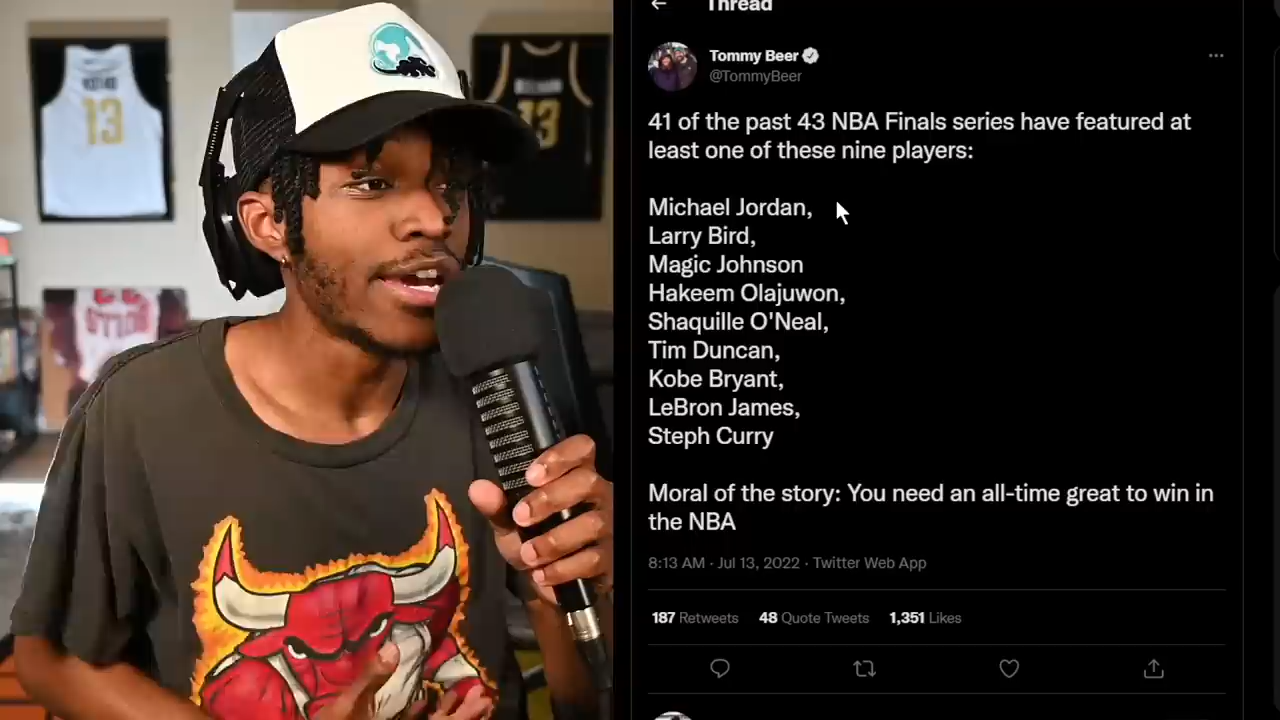 Thread
Tommy Beer
@TommyBeer
41 of the past 43 NBA Finals series have featured at
least one of these nine players:
Michael Jordan,
Larry Bird,
Magic Johnson
Hakeem Olajuwon,
Shaquille O'Neal,
Tim Duncan,
Kobe Bryant,
LeBron James,
Steph Curry
Moral of the story: You need an all-time great to win in
the NBA
8:13 AM · Jul 13, 2022 · Twitter Web App
187 Retweets 48 Quote Tweets 1,351 Likes
13
13